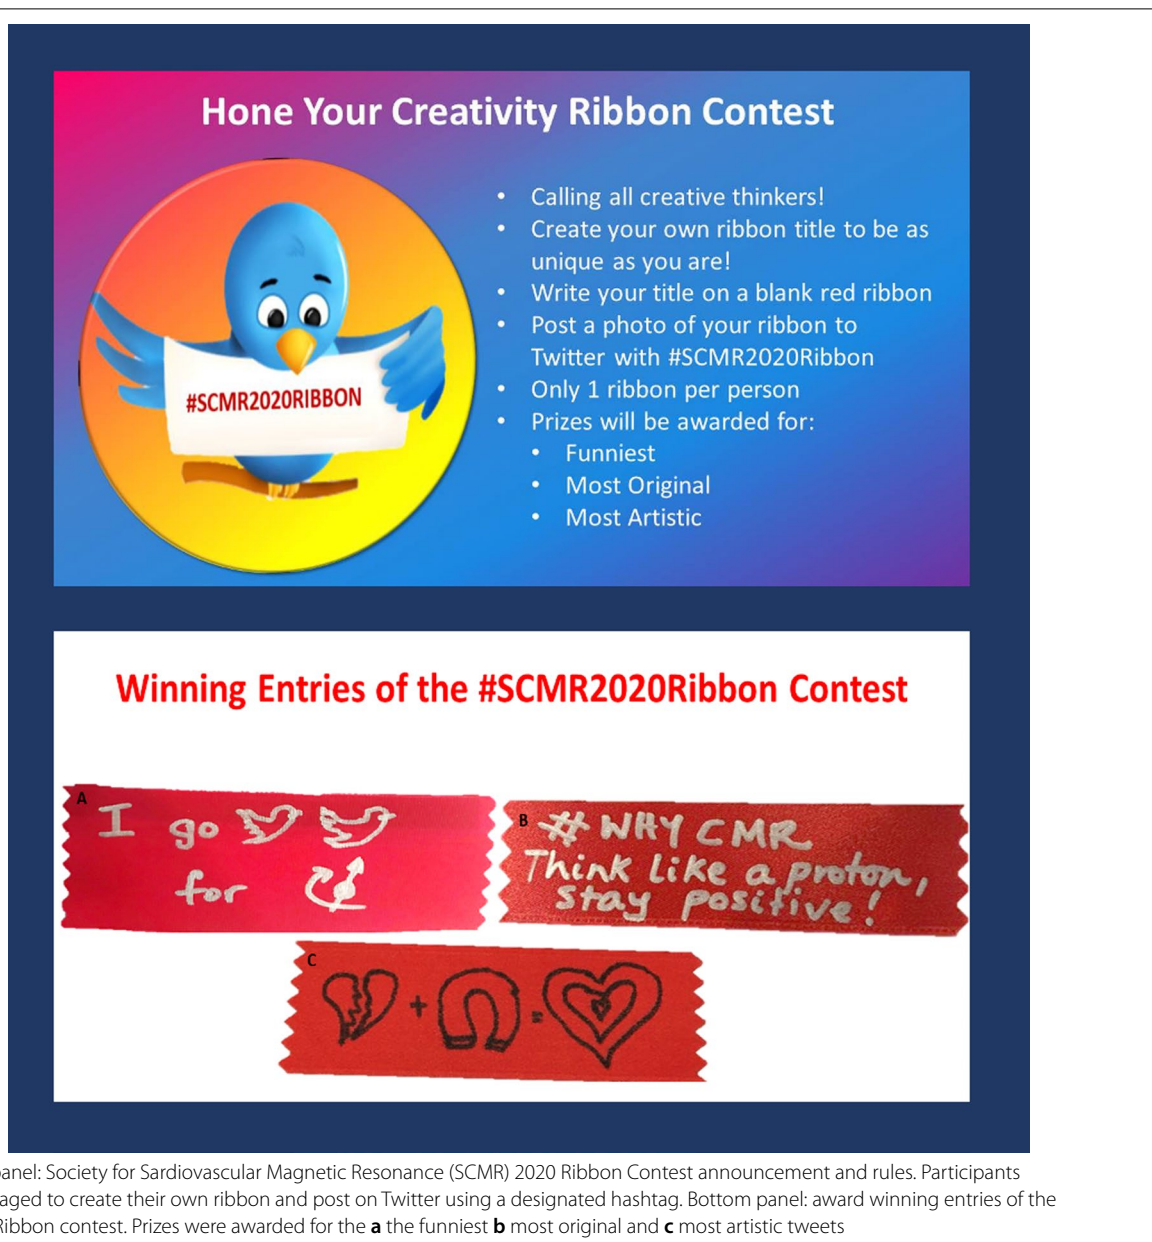 Hone Your Creativity Ribbon Contest
#SCMR2020RIBBON
• Calling all creative thinkers!
• Create your own ribbon title to be as
unique as you are!
• Write your title on a blank red ribbon
• Post a photo of your ribbon to
Twitter with #SCMR2020Ribbon
• Only 1 ribbon per person
• Prizes will be awarded for:
• Funniest
• Most Original
• Most Artistic
Winning Entries of the #SCMR2020Ribbon Contest
A
I go
for
B
# WHY CMR
Think Like a proton,
stay positive!
C
+ =
panel: Society for Sardiovascular Magnetic Resonance (SCMR) 2020 Ribbon Contest announcement and rules. Participants
aged to create their own ribbon and post on Twitter using a designated hashtag. Bottom panel: award winning entries of the
Ribbon contest. Prizes were awarded for the a the funniest b most original and c most artistic tweets